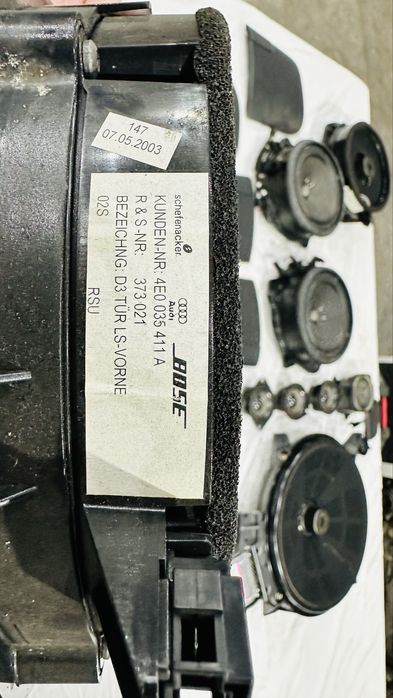 147
07.05.2003
schefenacker
Audi
BOSE
KUNDEN-NR: 4E0 035 411 A
R & S-NR: 373 021
BEZEICHNG: D3 TÜR LS-VORNE
02S
RSU